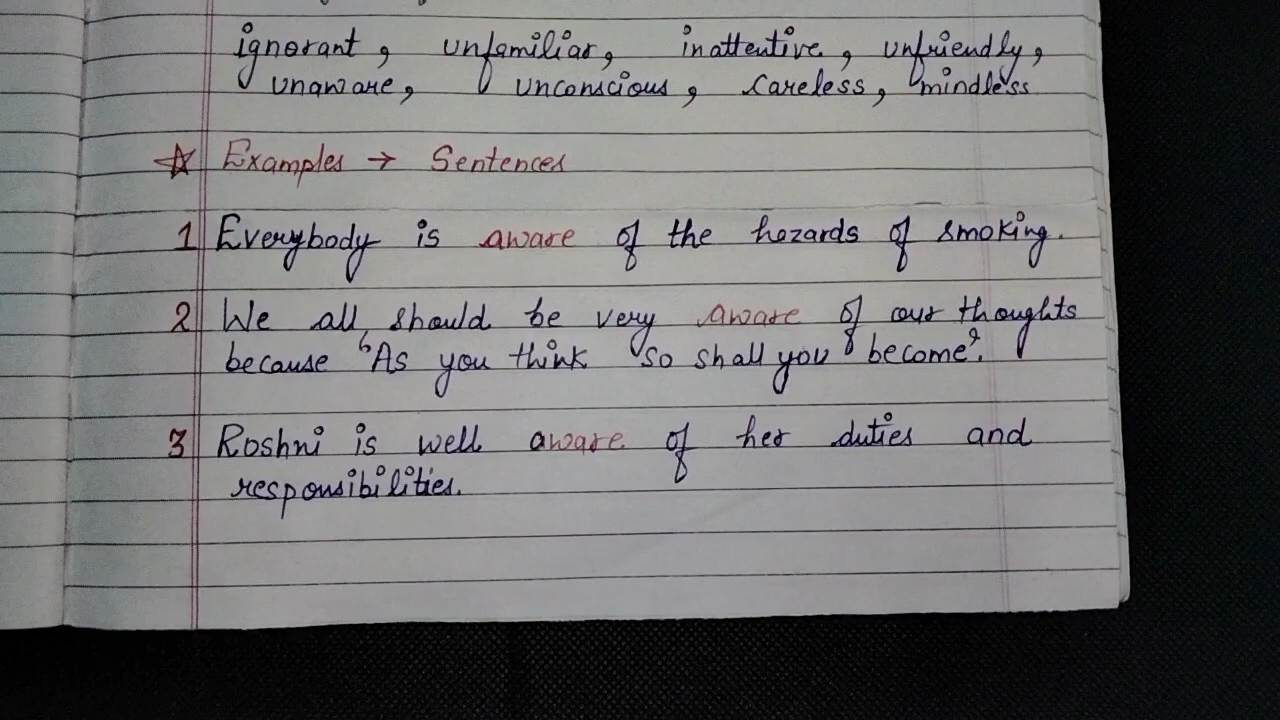 ignorant, unfamiliar, inattentive, unfriendly,
unaware, unconscious, careless, mindless
☆ Examples → Sentences
1 Everybody is aware of the hazards of smoking.
2 We all should be very aware of our thoughts
because "As you think so shall you become".
3 Roshni is well aware of her duties and
responsibilities.